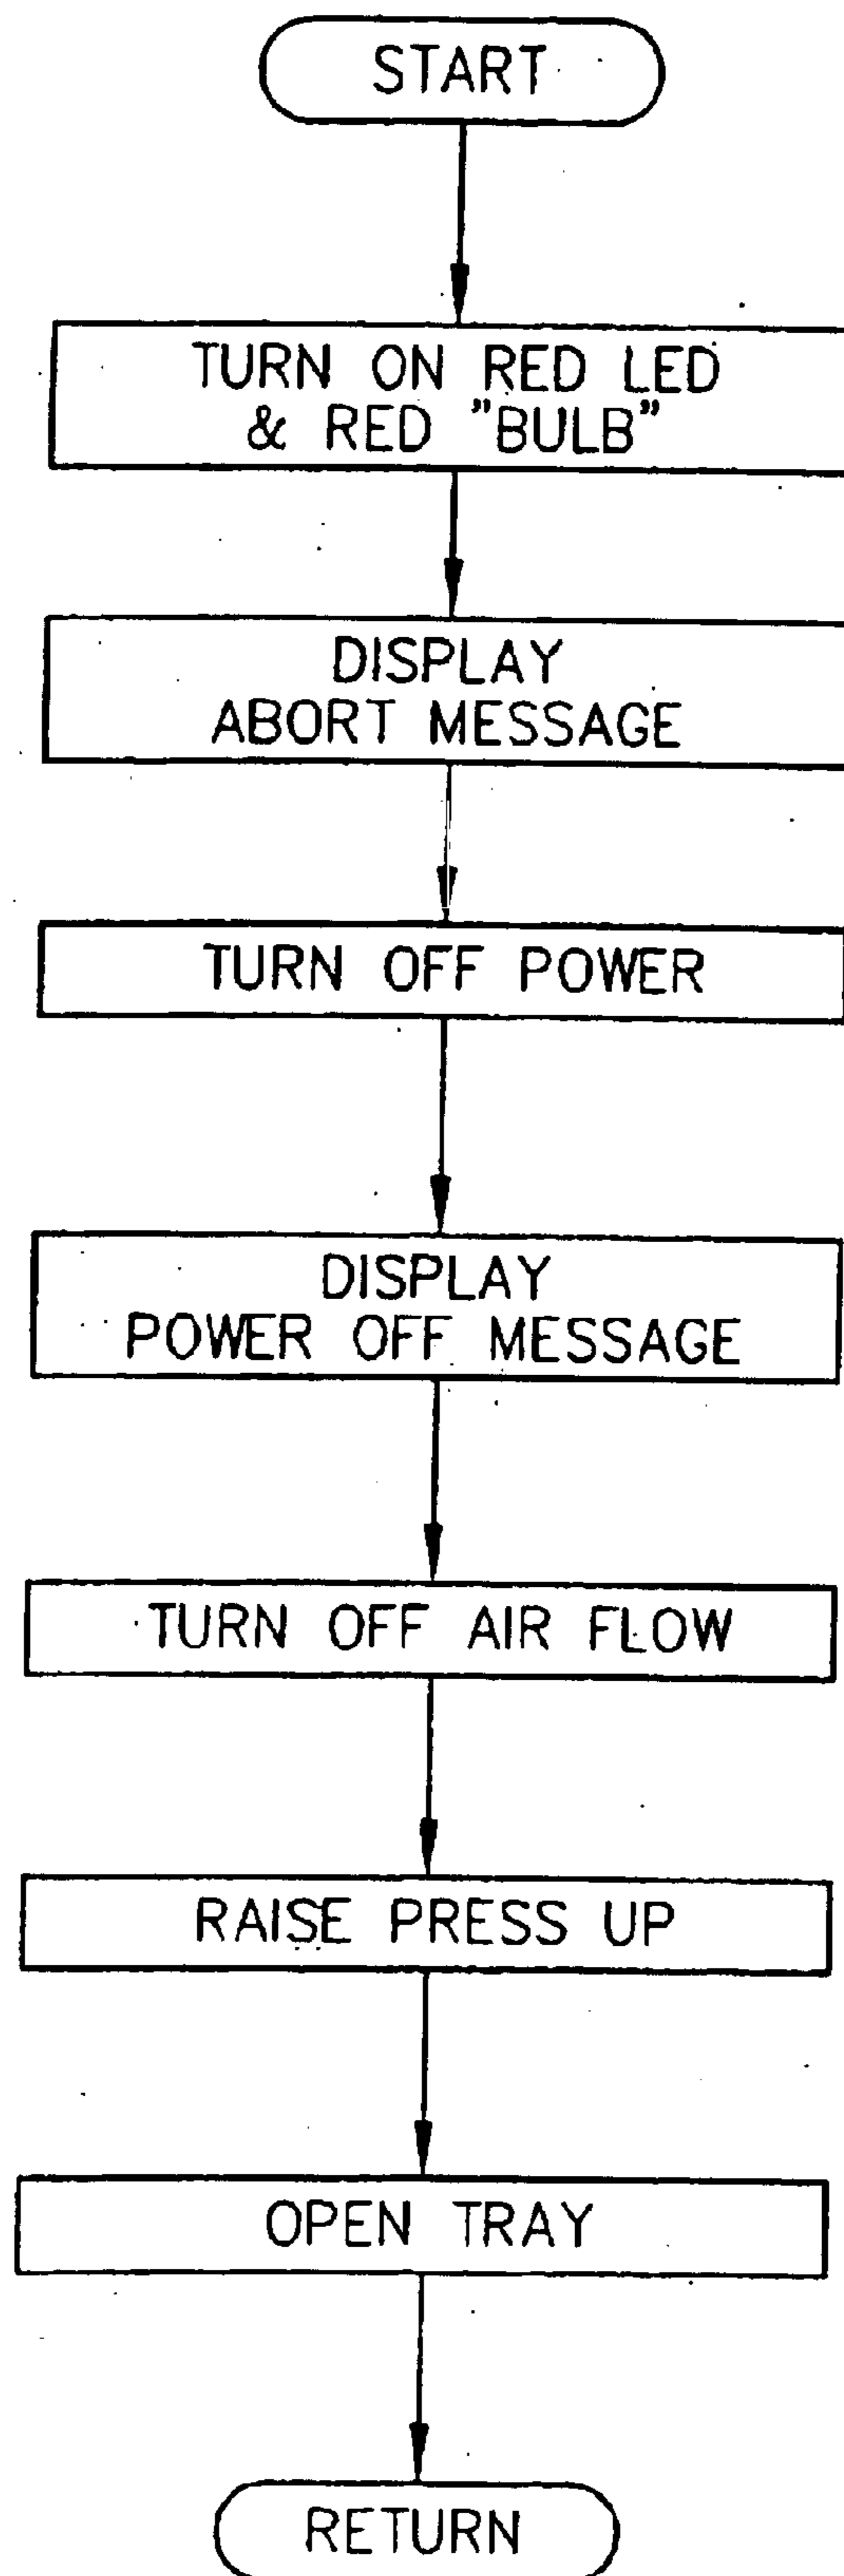 START
TURN ON RED LED
& RED "BULB"
DISPLAY
ABORT MESSAGE
TURN OFF POWER
DISPLAY
POWER OFF MESSAGE
TURN OFF AIR FLOW
RAISE PRESS UP
OPEN TRAY
RETURN